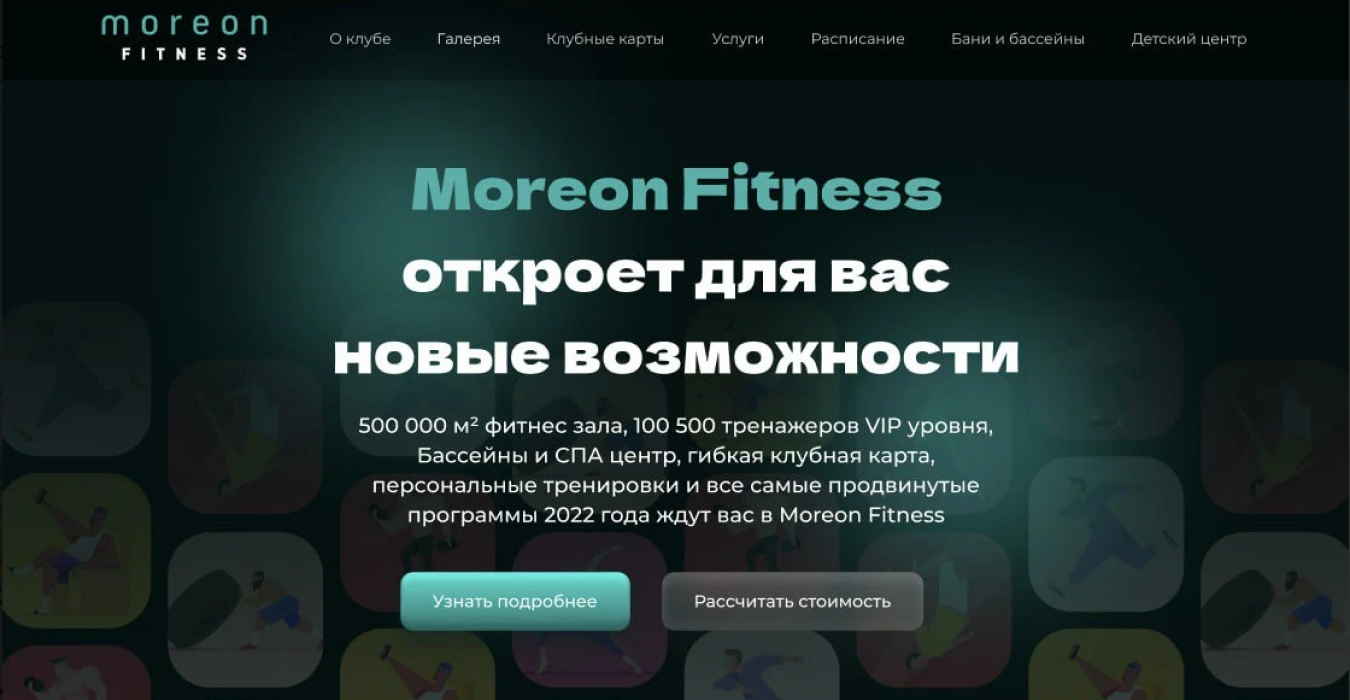 moreon
FITNESS
О клубе Галерея Клубные карты Услуги Расписание Бани и бассейны Детский центр
Moreon Fitness
откроет для вас
новые возможности
500 000 м² фитнес зала, 100 500 тренажеров VIP уровня,
Бассейны и СПА центр, гибкая клубная карта,
персональные тренировки и все самые продвинутые
программы 2022 года ждут вас в Moreon Fitness
Узнать подробнее Рассчитать стоимость